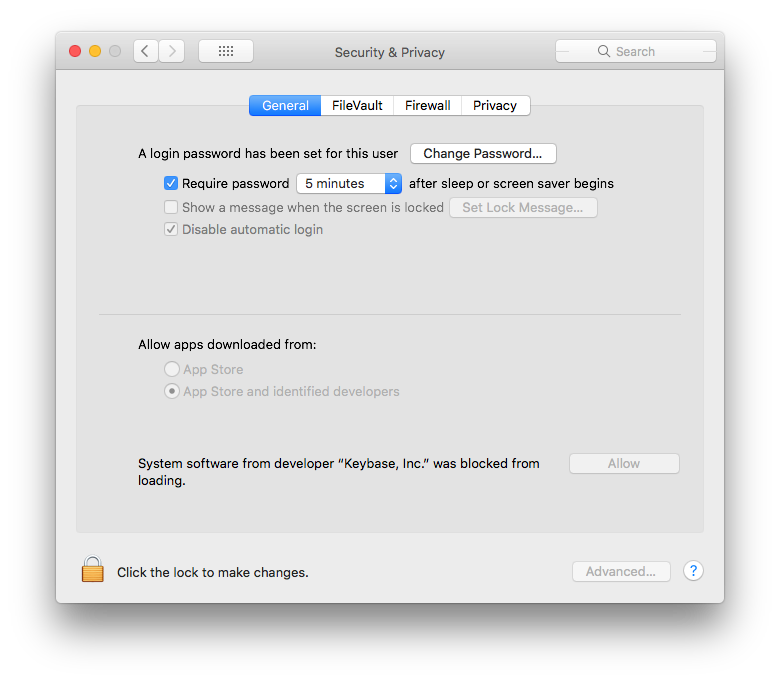 Security & Privacy
Search
General
FileVault
Firewall
Privacy
A login password has been set for this user
Change Password...
Require password
5 minutes
after sleep or screen saver begins
Show a message when the screen is locked
Set Lock Message...
Disable automatic login
Allow apps downloaded from:
App Store
App Store and identified developers
System software from developer “Keybase, Inc.” was blocked from
loading.
Allow
Click the lock to make changes.
Advanced...
?